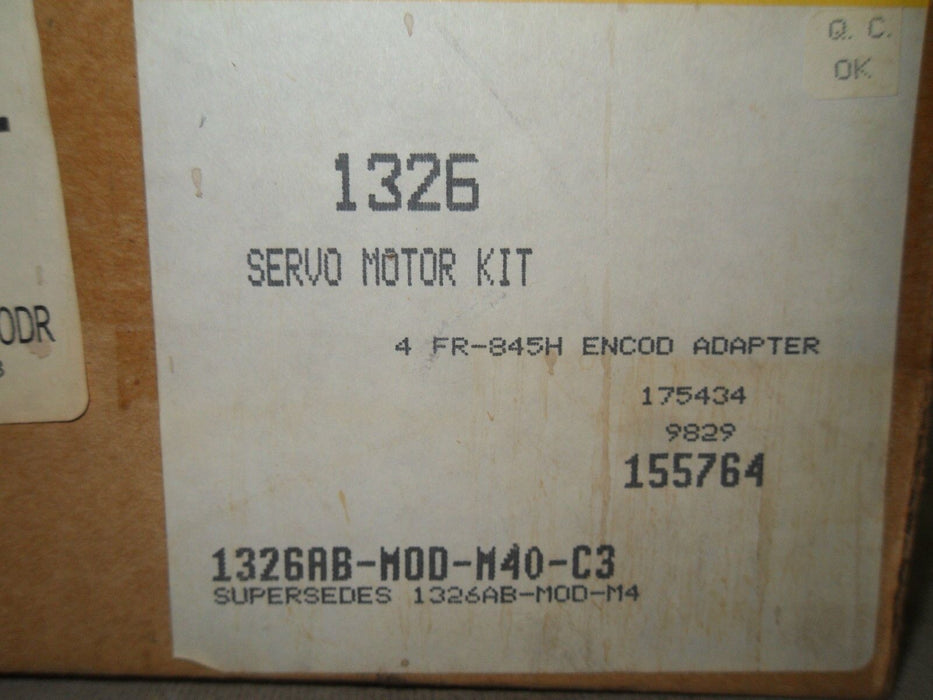 Q. C.
OK
1326
SERVO MOTOR KIT
4 FR-845H ENCOD ADAPTER
175434
9829
155764
1326AB-MOD-M40-C3
SUPERSEDES 1326AB-MOD-M4
ODR